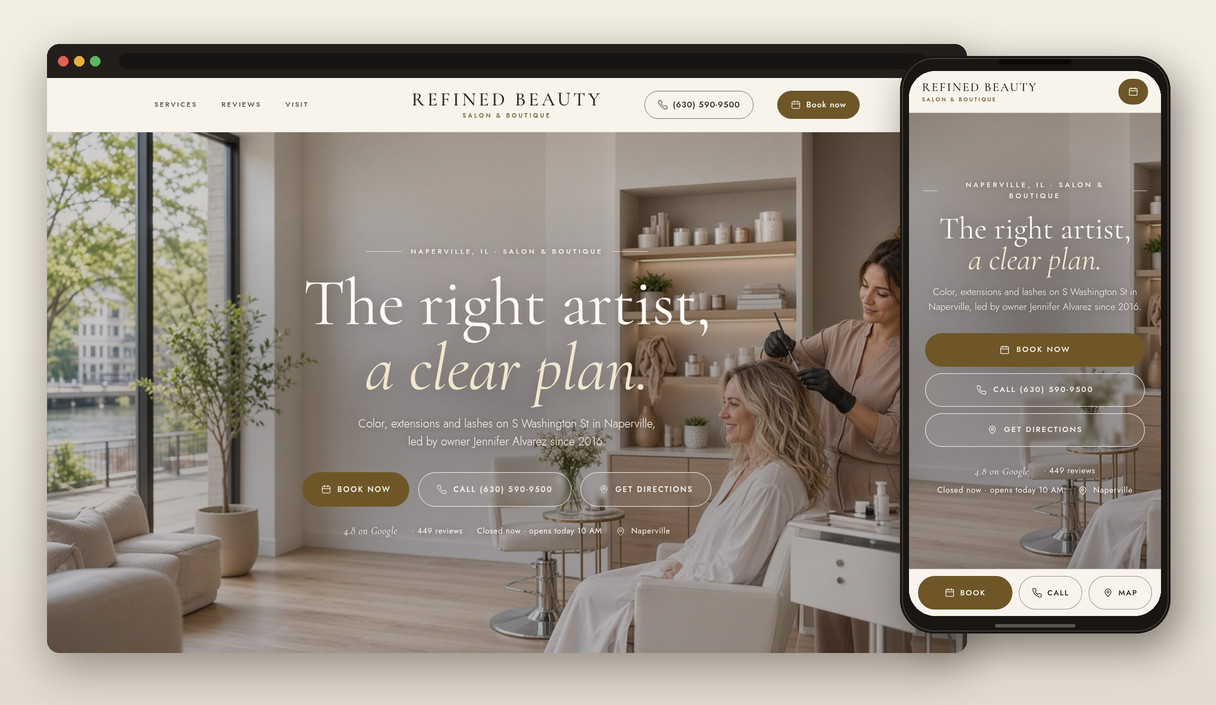 SERVICES REVIEWS VISIT
REFINED BEAUTY
SALON & BOUTIQUE
(630) 590-9500
Book now
NAPERVILLE, IL · SALON & BOUTIQUE
The right artist,
a clear plan.
Color, extensions and lashes on S Washington St in Naperville,
led by owner Jennifer Alvarez since 2016.
BOOK NOW
CALL (630) 590-9500
GET DIRECTIONS
4.8 on Google · 449 reviews Closed now · opens today 10 AM Naperville
REFINED BEAUTY
SALON & BOUTIQUE
NAPERVILLE, IL · SALON &
BOUTIQUE
The right artist,
a clear plan.
Color, extensions and lashes on S Washington St in
Naperville, led by owner Jennifer Alvarez since 2016.
BOOK NOW
CALL (630) 590-9500
GET DIRECTIONS
4.8 on Google · 449 reviews
Closed now · opens today 10 AM Naperville
BOOK
CALL
MAP